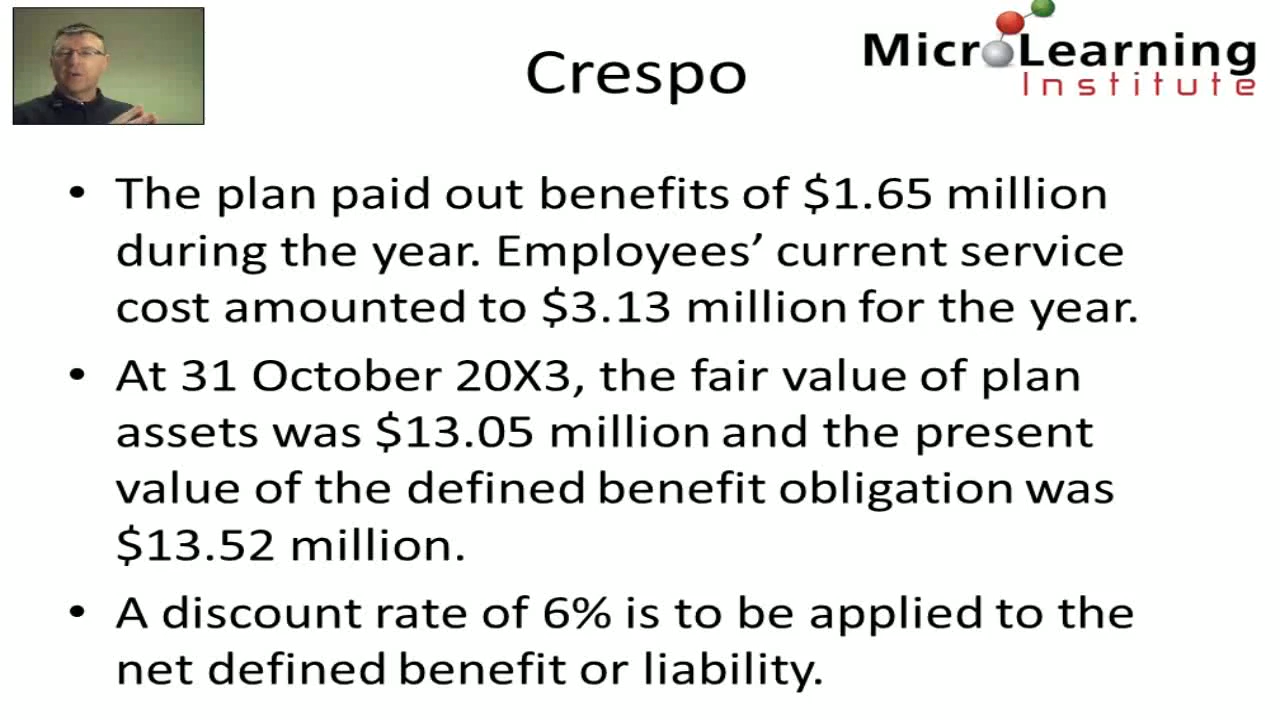 Crespo
MicroLearning
Institute
• The plan paid out benefits of $1.65 million
during the year. Employees’ current service
cost amounted to $3.13 million for the year.
• At 31 October 20X3, the fair value of plan
assets was $13.05 million and the present
value of the defined benefit obligation was
$13.52 million.
• A discount rate of 6% is to be applied to the
net defined benefit or liability.